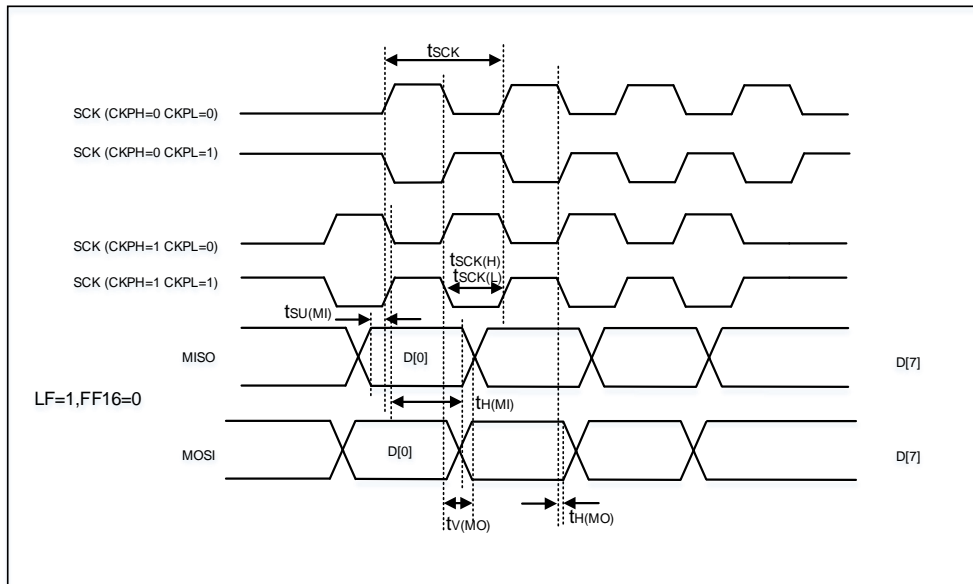 tSCK
SCK (CKPH=0 CKPL=0)
SCK (CKPH=0 CKPL=1)
SCK (CKPH=1 CKPL=0)
tSCK(H)
tSCK(L)
SCK (CKPH=1 CKPL=1)
tSU(MI)
MISO
D[0]
D[7]
LF=1,FF16=0
tH(MI)
MOSI
D[0]
D[7]
tV(MO)
tH(MO)